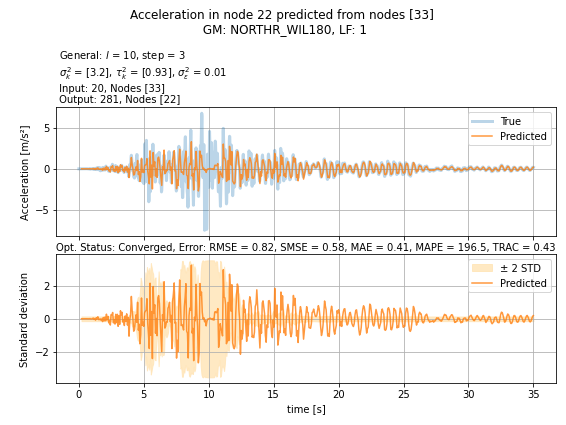 Acceleration in node 22 predicted from nodes [33]
GM: NORTHR_WIL180, LF: 1
General: l = 10, step = 3
σ²ₖ = [3.2], τ²ₖ = [0.93], σ²ε = 0.01
Input: 20, Nodes [33]
Output: 281, Nodes [22]
Acceleration [m/s²]
5
0
−5
True
Predicted
Opt. Status: Converged, Error: RMSE = 0.82, SMSE = 0.58, MAE = 0.41, MAPE = 196.5, TRAC = 0.43
Standard deviation
2
0
−2
± 2 STD
Predicted
0 5 10 15 20 25 30 35
time [s]